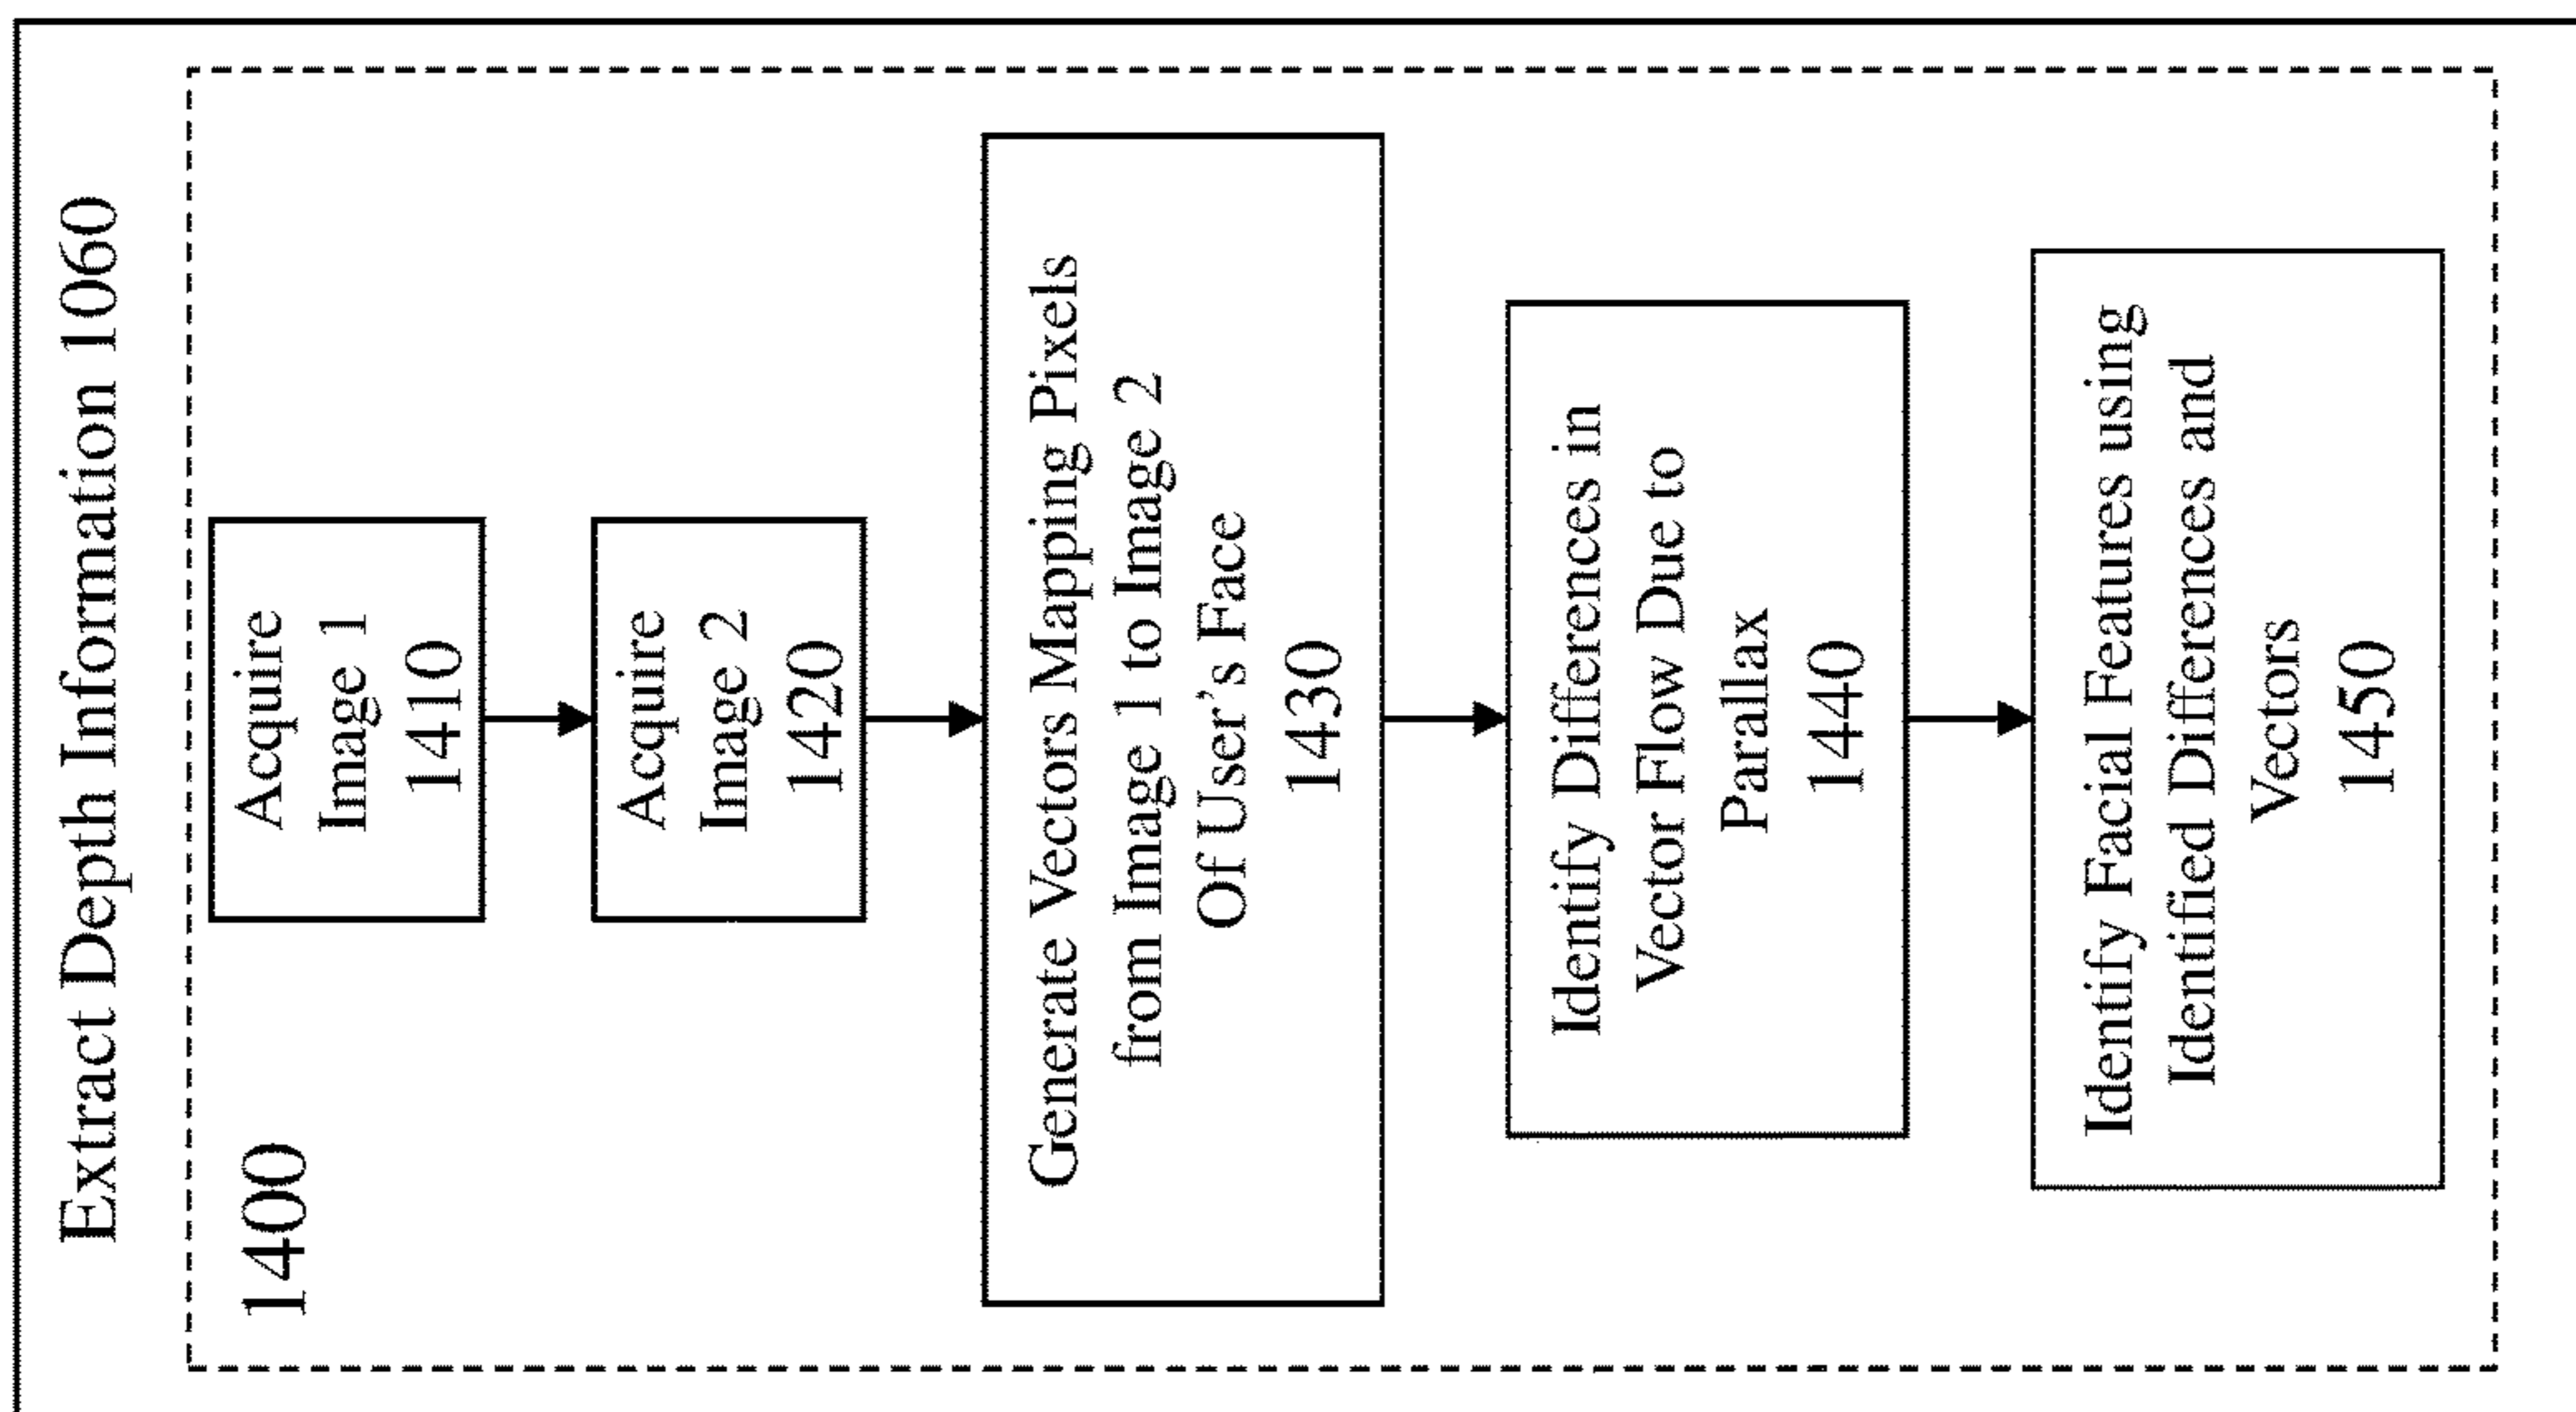 Extract Depth Information 1060
1400
Acquire
Image 1
1410
Acquire
Image 2
1420
Generate Vectors Mapping Pixels
from Image 1 to Image 2
Of User's Face
1430
Identify Differences in
Vector Flow Due to
Parallax
1440
Identify Facial Features using
Identified Differences and
Vectors
1450